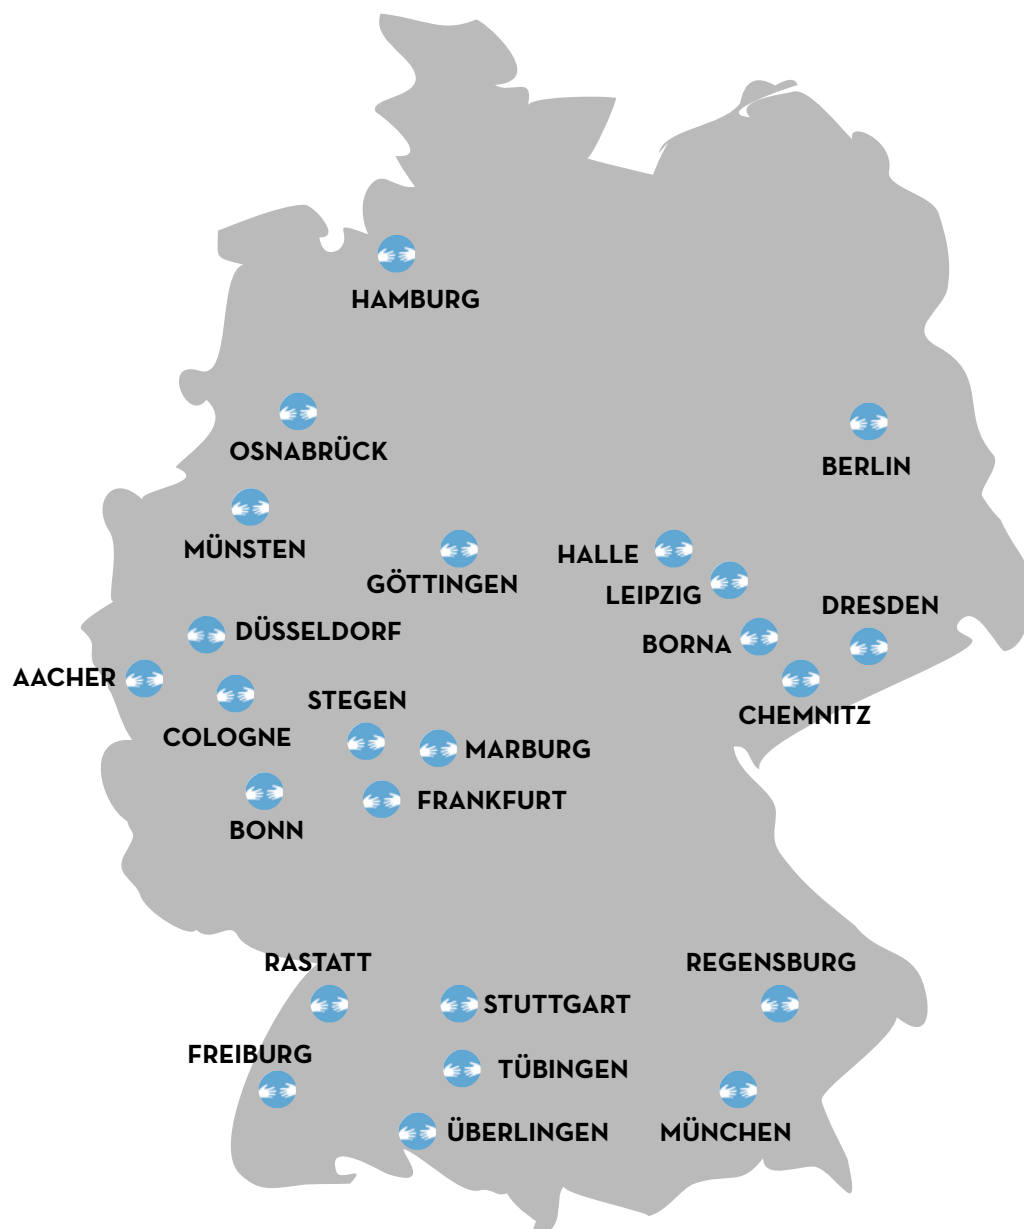 HAMBURG
OSNABRÜCK
BERLIN
MÜNSTEN
HALLE
GÖTTINGEN
LEIPZIG
DRESDEN
DÜSSELDORF
BORNA
AACHER
STEGEN
CHEMNITZ
COLOGNE
MARBURG
FRANKFURT
BONN
RASTATT
REGENSBURG
STUTTGART
FREIBURG
TÜBINGEN
ÜBERLINGEN
MÜNCHEN